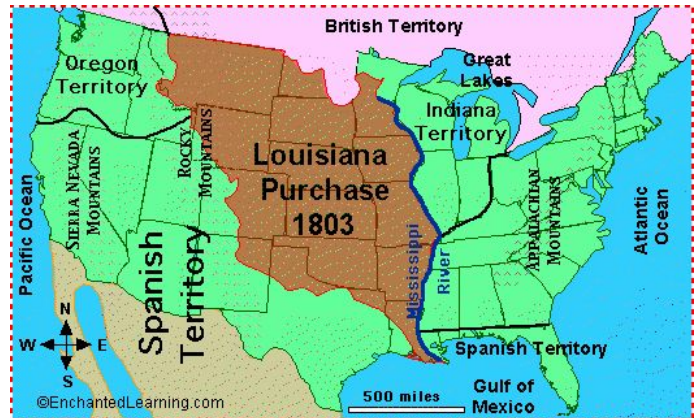 British Territory
Oregon
Territory
Great
Lakes
Indiana
Territory
ROCKY
MOUNTAINS
SIERRA NEVADA
MOUNTAINS
Louisiana
Purchase
1803
APPALACHIAN
MOUNTAINS
Pacific Ocean
Atlantic
Ocean
Spanish
Territory
Mississippi
River
N
W
E
S
Spanish Territory
500 miles
Gulf of
Mexico
©EnchantedLearning.com